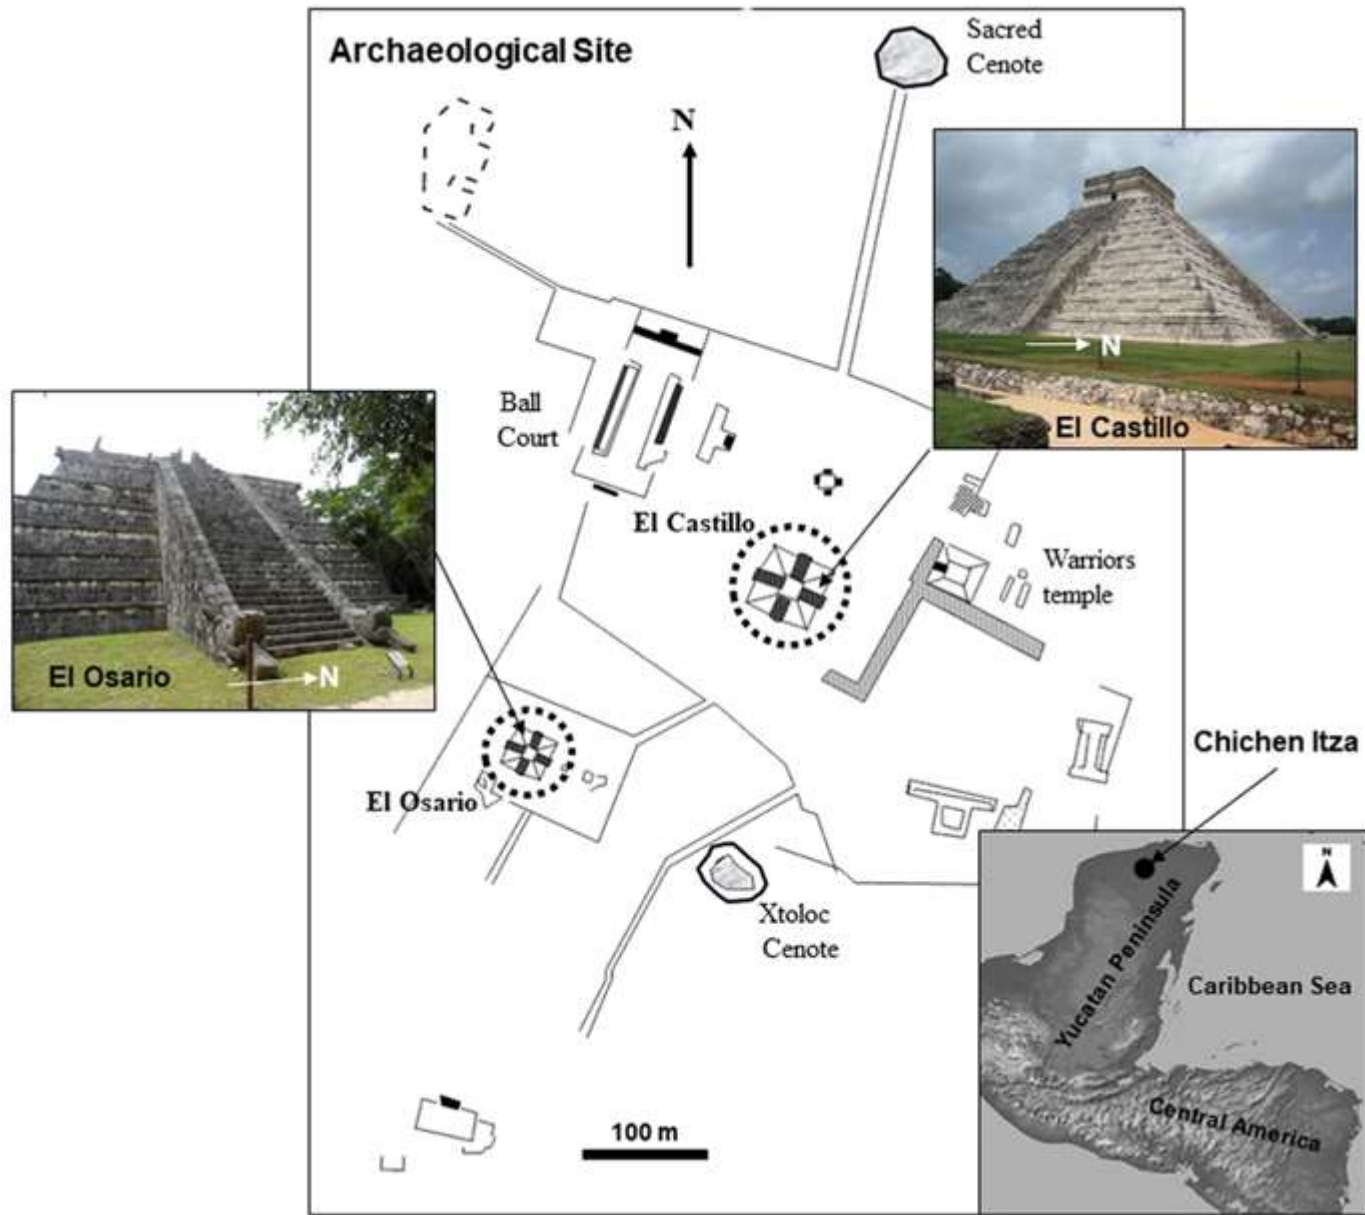 Archaeological Site
Sacred
Cenote
N
N
El Castillo
Ball
Court
El Castillo
Warriors
temple
El Osario
N
El Osario
Chichen Itza
Xtoloc
Cenote
100 m
N
Yucatan Peninsula
Caribbean Sea
Central America